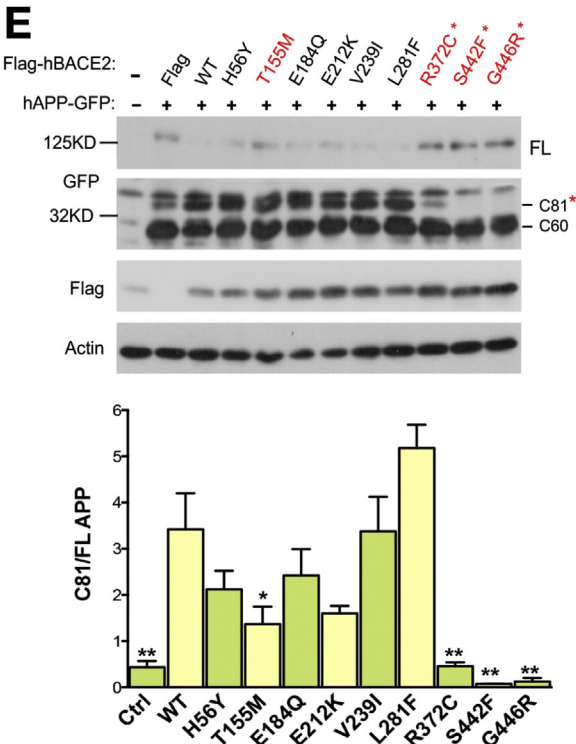 E
Flag-hBACE2: – Flag WT H56Y T155M E184Q E212K V239I L281F R372C* S442F* G446R*
hAPP-GFP: – + + + + + + + + + + +
125KD FL
GFP
32KD C81*
C60
Flag
Actin
6
5
4
3
2
1
0
C81/FL APP
** * ** ** **
Ctrl WT H56Y T155M E184Q E212K V239I L281F R372C S442F G446R